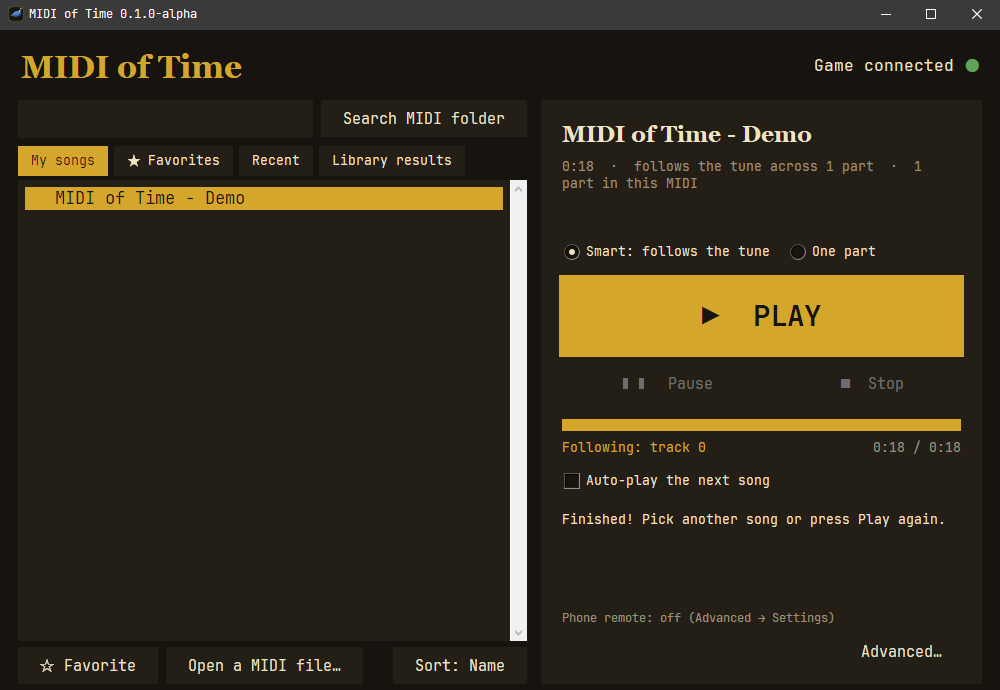 MIDI of Time 0.1.0-alpha
MIDI of Time
Game connected
Search MIDI folder
My songs
★ Favorites
Recent
Library results
MIDI of Time - Demo
MIDI of Time - Demo
0:18 · follows the tune across 1 part · 1
part in this MIDI
Smart: follows the tune
One part
▶ PLAY
❚❚ Pause
■ Stop
Following: track 0
0:18 / 0:18
Auto-play the next song
Finished! Pick another song or press Play again.
Phone remote: off (Advanced → Settings)
Advanced…
☆ Favorite
Open a MIDI file…
Sort: Name